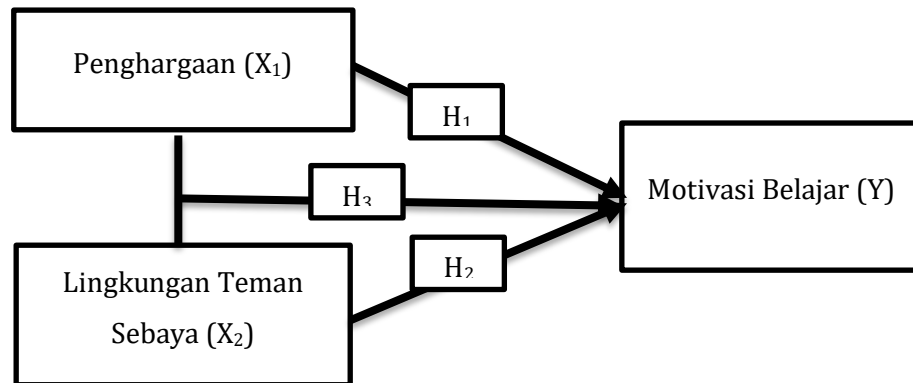 Penghargaan (X₁)
H₁
Motivasi Belajar (Y)
H₃
H₂
Lingkungan Teman
Sebaya (X₂)